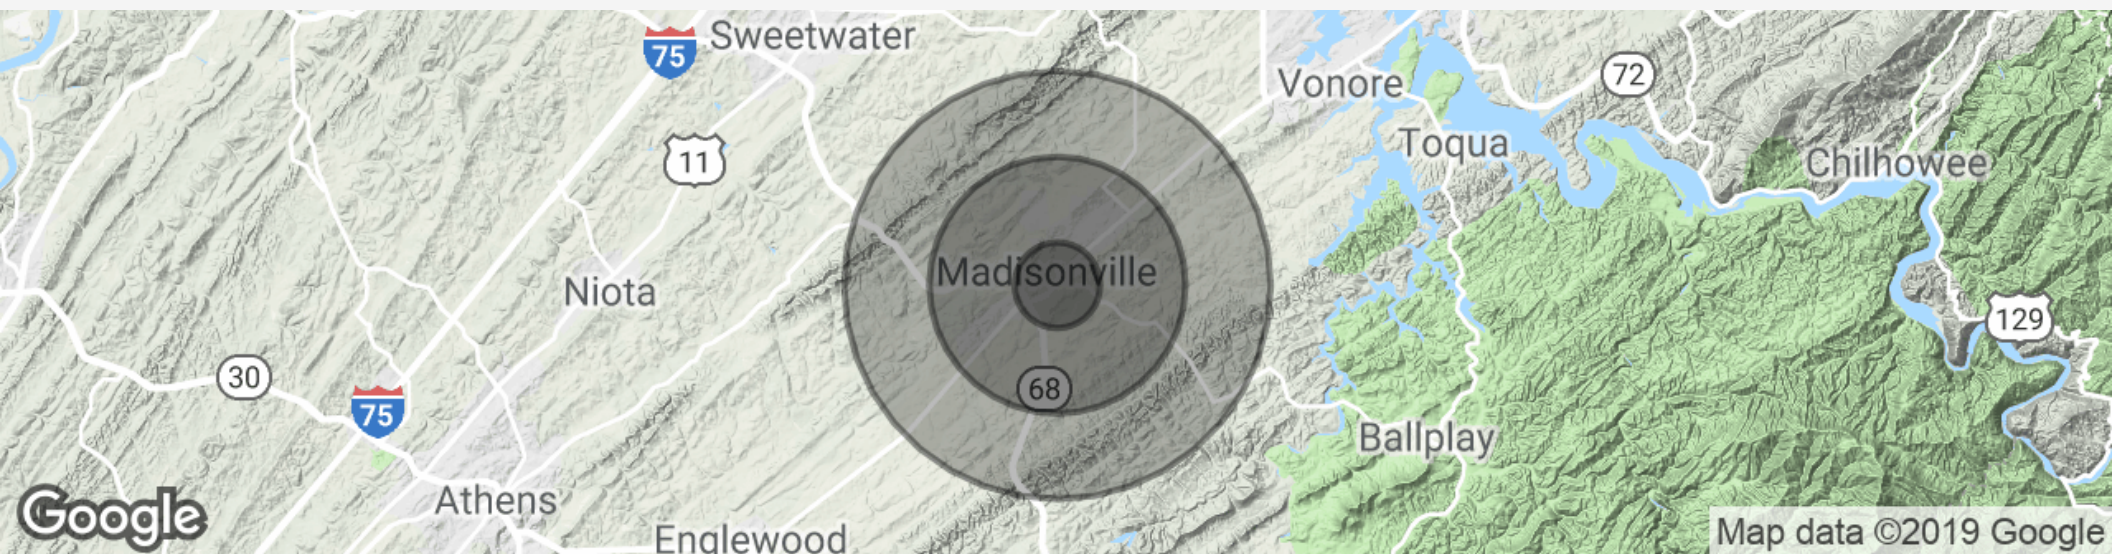 Sweetwater
75
Vonore
72
11
Toqua
Chilhowee
Madisonville
Niota
129
30
68
75
Ballplay
Athens
Google
Englewood
Map data ©2019 Google